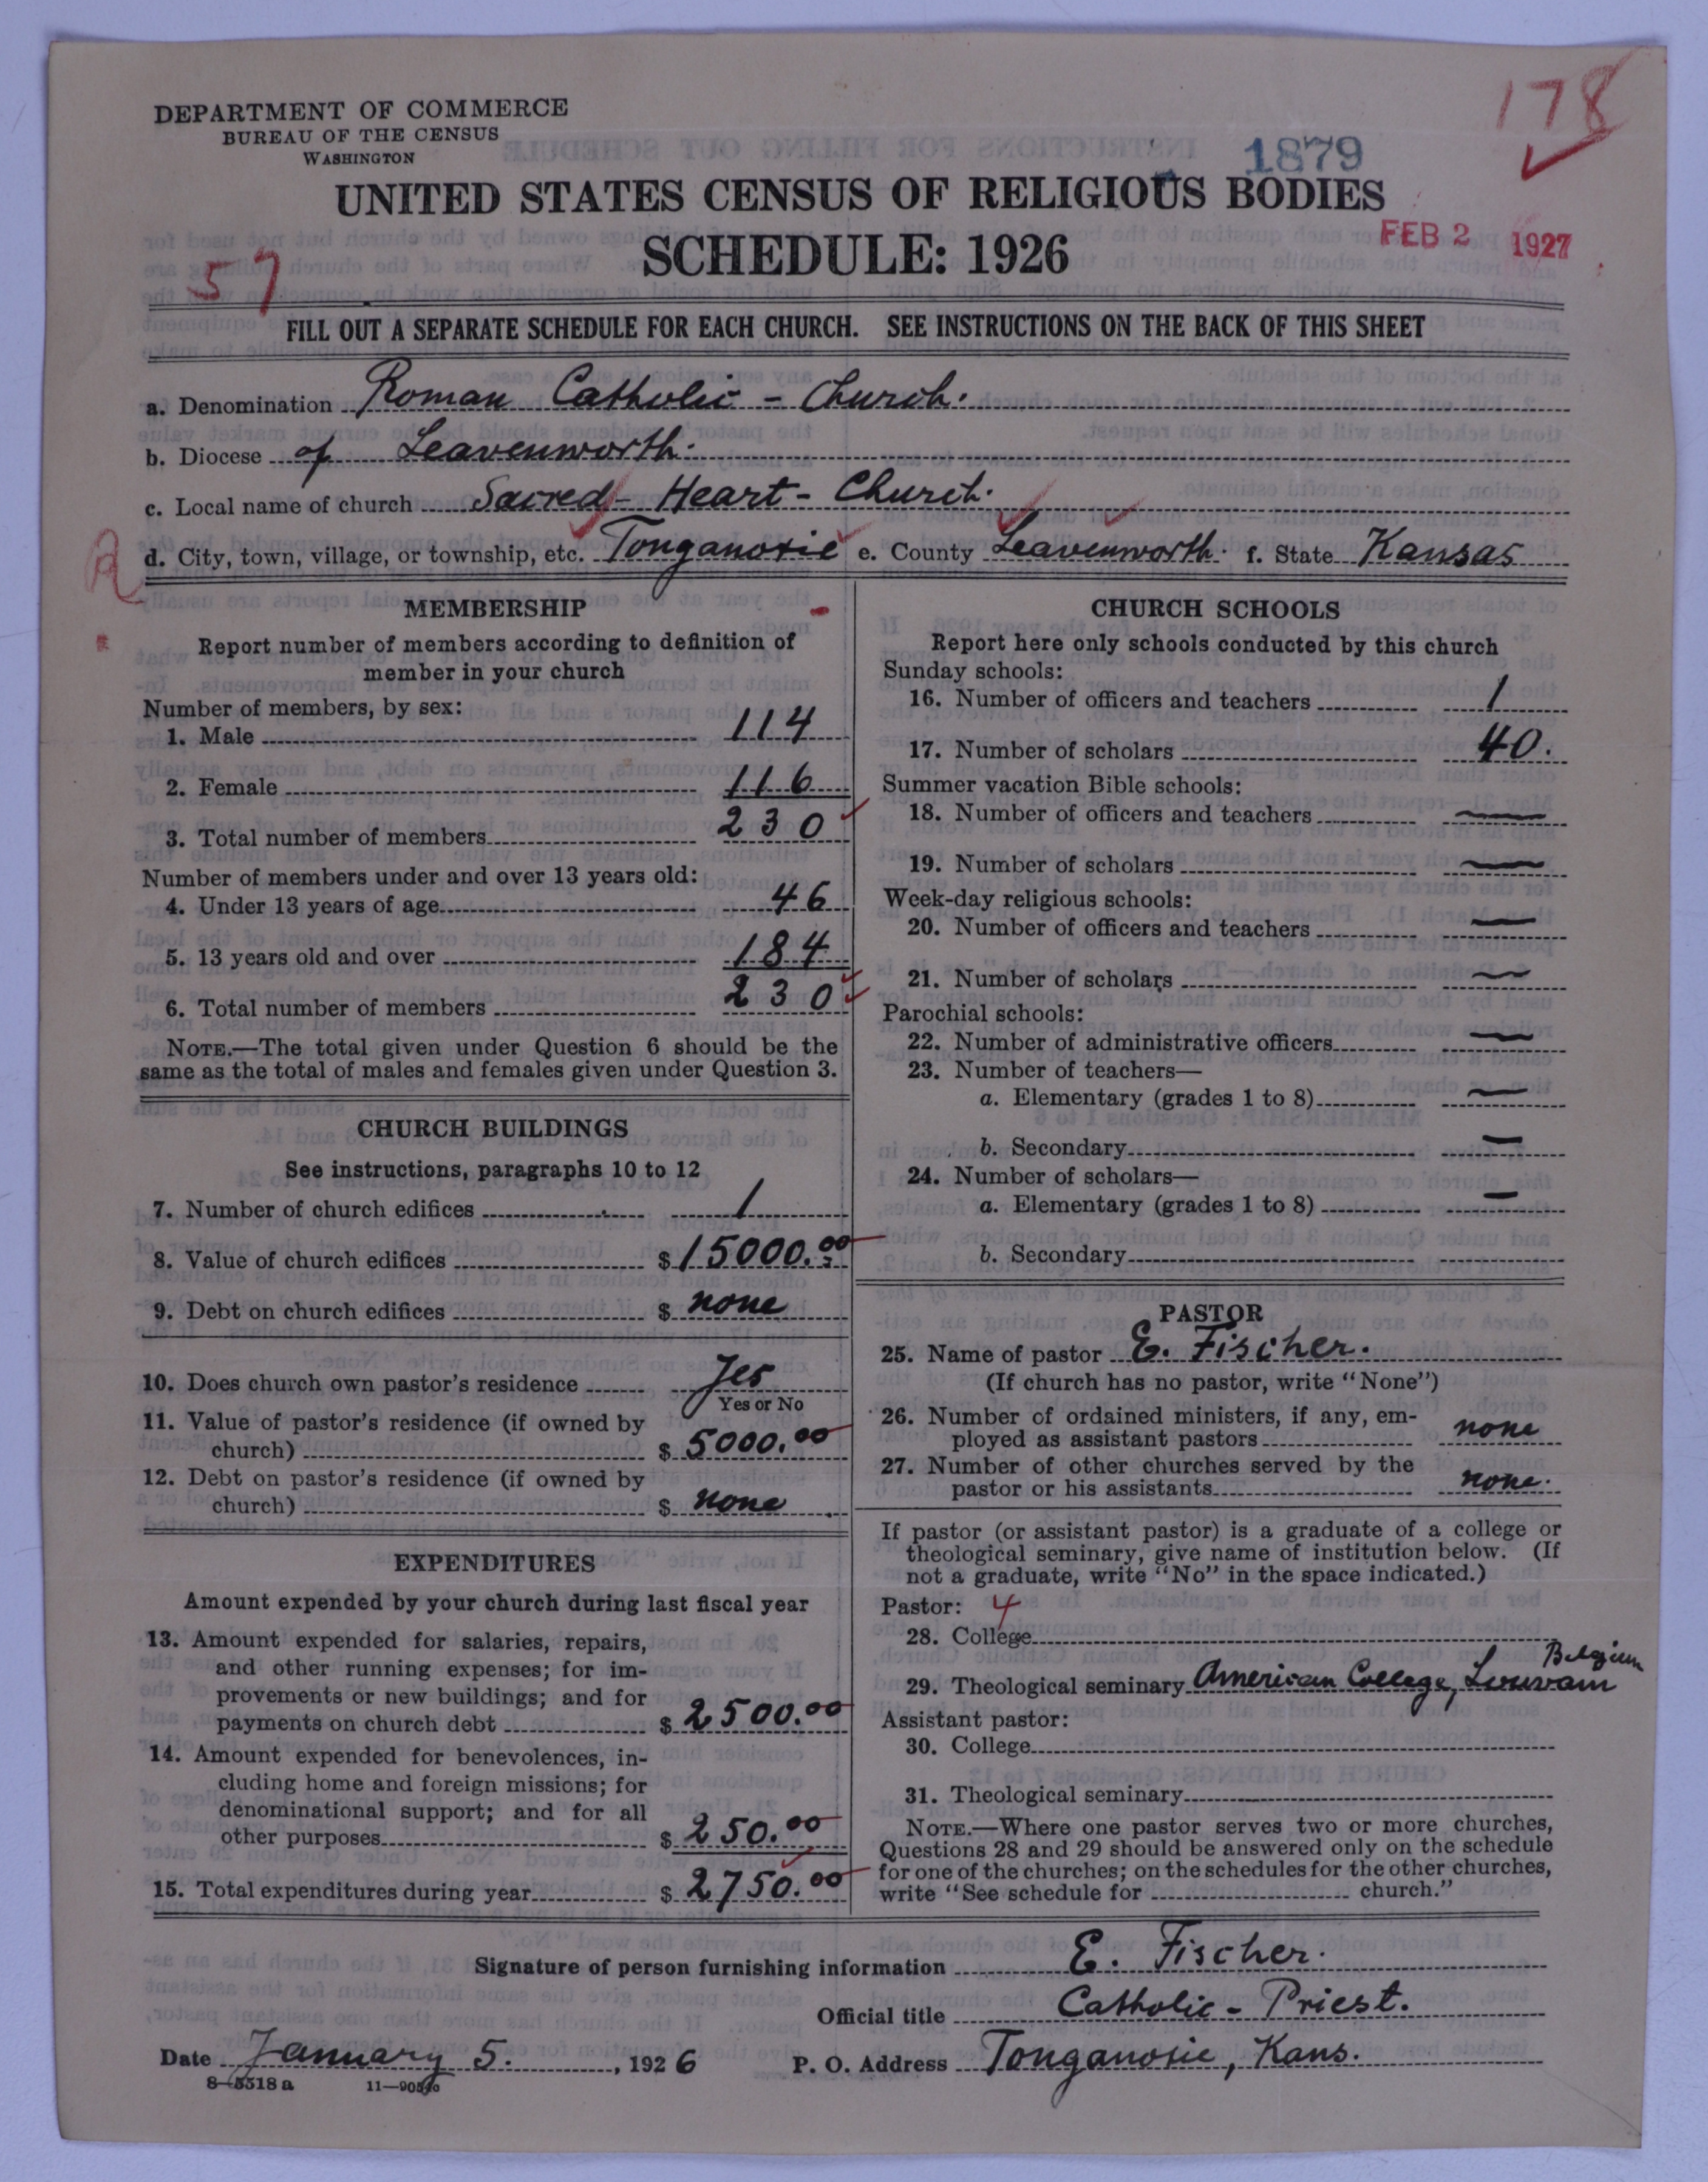 178
DEPARTMENT OF COMMERCE
BUREAU OF THE CENSUS
WASHINGTON
1879
UNITED STATES CENSUS OF RELIGIOUS BODIES
SCHEDULE: 1926
FEB 2 1927
57
FILL OUT A SEPARATE SCHEDULE FOR EACH CHURCH. SEE INSTRUCTIONS ON THE BACK OF THIS SHEET
a. Denomination Roman Catholic - Church.
b. Diocese of Leavenworth.
c. Local name of church Sacred - Heart - Church.
R
d. City, town, village, or township, etc. Tonganoxie e. County Leavenworth. f. State Kansas
MEMBERSHIP
Report number of members according to definition of
member in your church
Number of members, by sex:
1. Male 114
2. Female 116
3. Total number of members 230
Number of members under and over 13 years old:
4. Under 13 years of age 46
5. 13 years old and over 184
6. Total number of members 230
NOTE.—The total given under Question 6 should be the
same as the total of males and females given under Question 3.
CHURCH BUILDINGS
See instructions, paragraphs 10 to 12
7. Number of church edifices 1
8. Value of church edifices $ 15000.00
9. Debt on church edifices $ none
10. Does church own pastor's residence Yes
Yes or No
11. Value of pastor's residence (if owned by
church) $ 5000.00
12. Debt on pastor's residence (if owned by
church) $ none
EXPENDITURES
Amount expended by your church during last fiscal year
13. Amount expended for salaries, repairs,
and other running expenses; for im-
provements or new buildings; and for
payments on church debt $ 2500.00
14. Amount expended for benevolences, in-
cluding home and foreign missions; for
denominational support; and for all
other purposes $ 250.00
15. Total expenditures during year $ 2750.00
CHURCH SCHOOLS
Report here only schools conducted by this church
Sunday schools:
16. Number of officers and teachers 1
17. Number of scholars 40.
Summer vacation Bible schools:
18. Number of officers and teachers —
19. Number of scholars —
Week-day religious schools:
20. Number of officers and teachers —
21. Number of scholars —
Parochial schools:
22. Number of administrative officers —
23. Number of teachers—
a. Elementary (grades 1 to 8) —
b. Secondary —
24. Number of scholars—
a. Elementary (grades 1 to 8) —
b. Secondary
PASTOR
25. Name of pastor E. Fischer.
(If church has no pastor, write "None")
26. Number of ordained ministers, if any, em-
ployed as assistant pastors none
27. Number of other churches served by the
pastor or his assistants none.
If pastor (or assistant pastor) is a graduate of a college or
theological seminary, give name of institution below. (If
not a graduate, write "No" in the space indicated.)
Pastor: 4
28. College
Belgium
29. Theological seminary American College, Louvain
Assistant pastor:
30. College
31. Theological seminary
NOTE.—Where one pastor serves two or more churches,
Questions 28 and 29 should be answered only on the schedule
for one of the churches; on the schedules for the other churches,
write "See schedule for church."
Signature of person furnishing information E. Fischer.
Official title Catholic - Priest.
Date January 5., 1926 P. O. Address Tonganoxie, Kans.
8—5518 a